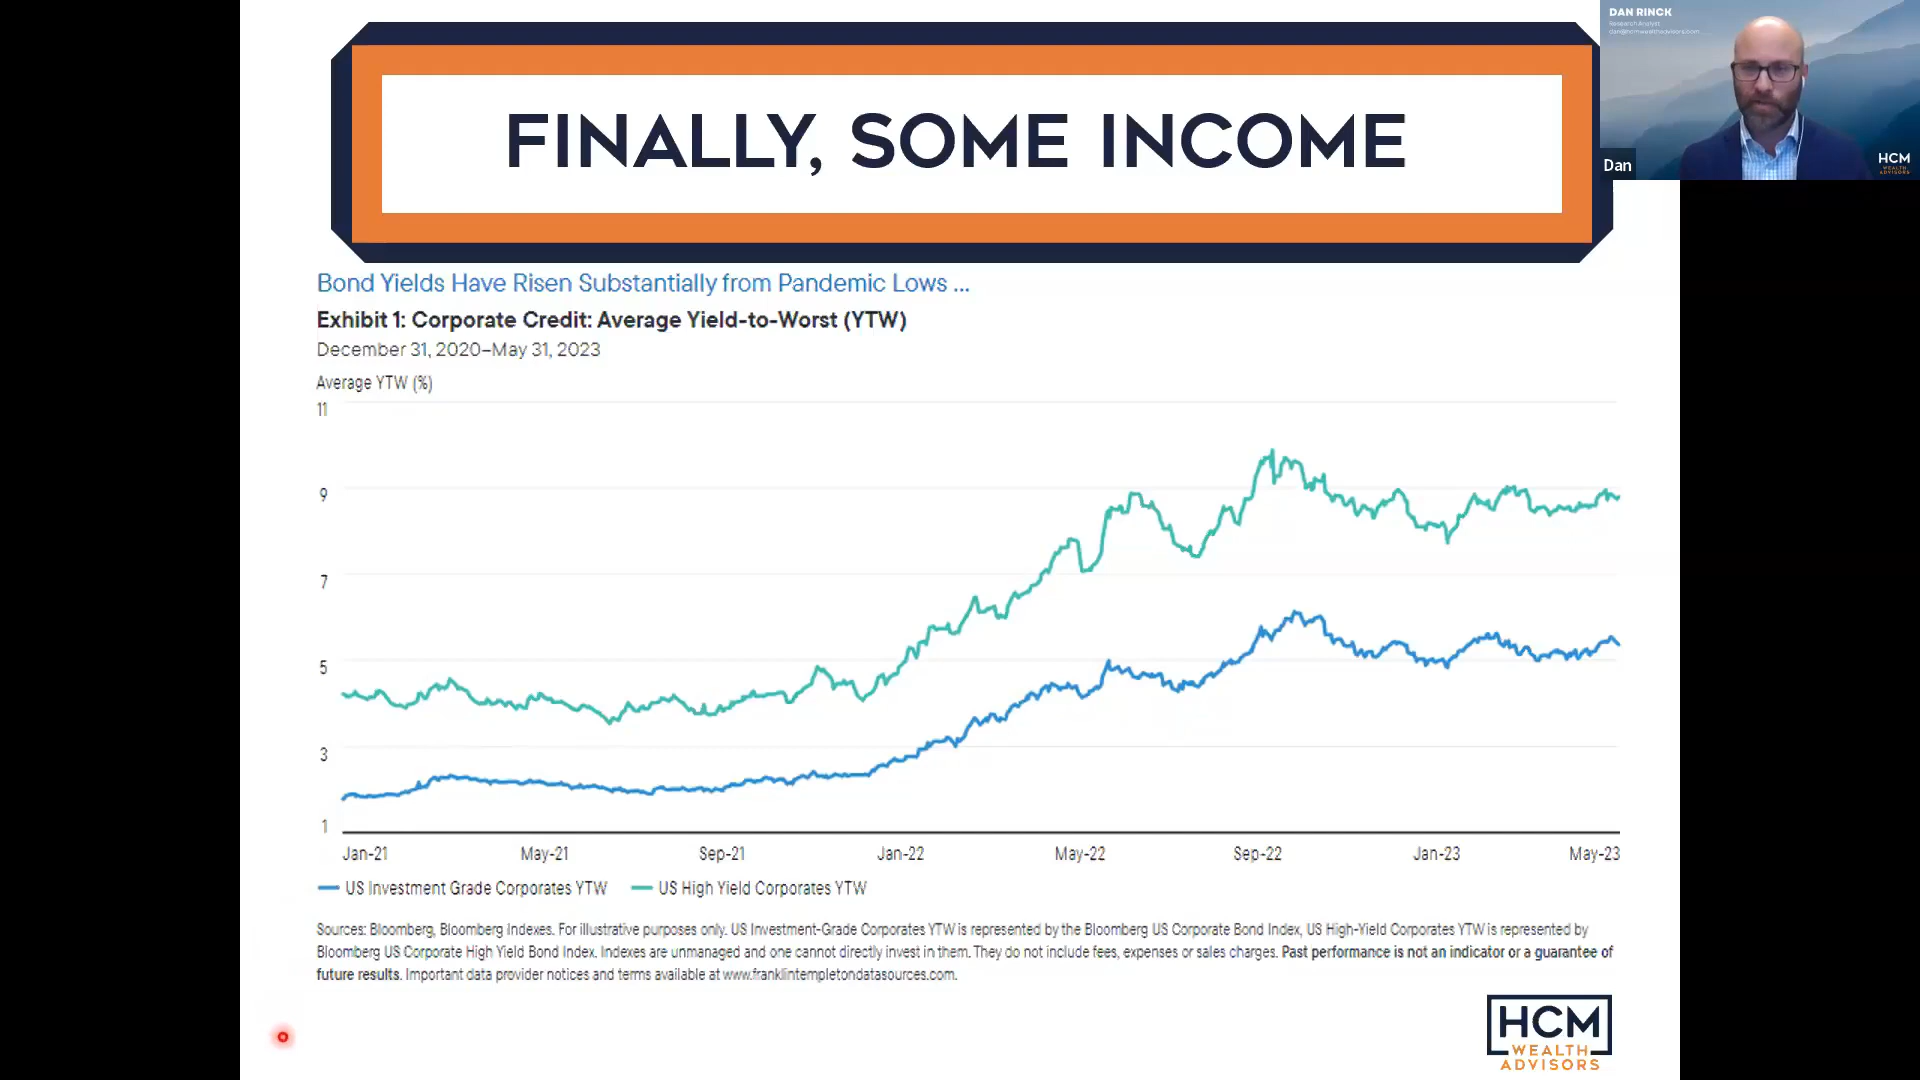 FINALLY, SOME INCOME
DAN RINCK
Research Analyst
dan@hcmwealthadvisors.com
Dan
HCM
WEALTH
ADVISORS
Bond Yields Have Risen Substantially from Pandemic Lows ...
Exhibit 1: Corporate Credit: Average Yield-to-Worst (YTW)
December 31, 2020–May 31, 2023
Average YTW (%)
11
9
7
5
3
1
Jan-21 May-21 Sep-21 Jan-22 May-22 Sep-22 Jan-23 May-23
US Investment Grade Corporates YTW US High Yield Corporates YTW
Sources: Bloomberg, Bloomberg Indexes. For illustrative purposes only. US Investment-Grade Corporates YTW is represented by the Bloomberg US Corporate Bond Index, US High-Yield Corporates YTW is represented by
Bloomberg US Corporate High Yield Bond Index. Indexes are unmanaged and one cannot directly invest in them. They do not include fees, expenses or sales charges. Past performance is not an indicator or a guarantee of
future results. Important data provider notices and terms available at www.franklintempletondatasources.com.
HCM
WEALTH
ADVISORS